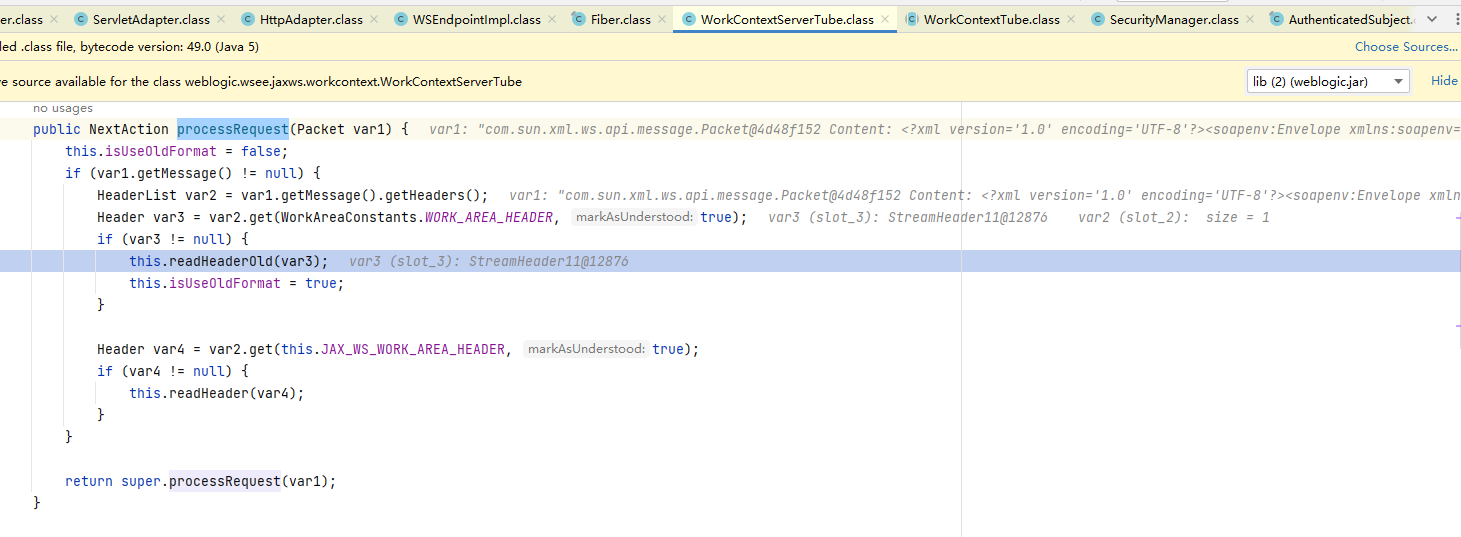 er.class ServletAdapter.class HttpAdapter.class WSEndpointImpl.class Fiber.class WorkContextServerTube.class WorkContextTube.class SecurityManager.class AuthenticatedSubject.c
led .class file, bytecode version: 49.0 (Java 5) Choose Sources...
ve source available for the class weblogic.wsee.jaxws.workcontext.WorkContextServerTube lib (2) (weblogic.jar) Hide
no usages
public NextAction processRequest(Packet var1) { var1: "com.sun.xml.ws.api.message.Packet@4d48f152 Content: <?xml version='1.0' encoding='UTF-8'?><soapenv:Envelope xmlns:soapenv=
this.isUseOldFormat = false;
if (var1.getMessage() != null) {
HeaderList var2 = var1.getMessage().getHeaders(); var1: "com.sun.xml.ws.api.message.Packet@4d48f152 Content: <?xml version='1.0' encoding='UTF-8'?><soapenv:Envelope xmln
Header var3 = var2.get(WorkAreaConstants.WORK_AREA_HEADER, markAsUnderstood: true); var3 (slot_3): StreamHeader11@12876 var2 (slot_2): size = 1
if (var3 != null) {
this.readHeaderOld(var3); var3 (slot_3): StreamHeader11@12876
this.isUseOldFormat = true;
}
Header var4 = var2.get(this.JAX_WS_WORK_AREA_HEADER, markAsUnderstood: true);
if (var4 != null) {
this.readHeader(var4);
}
}
return super.processRequest(var1);
}